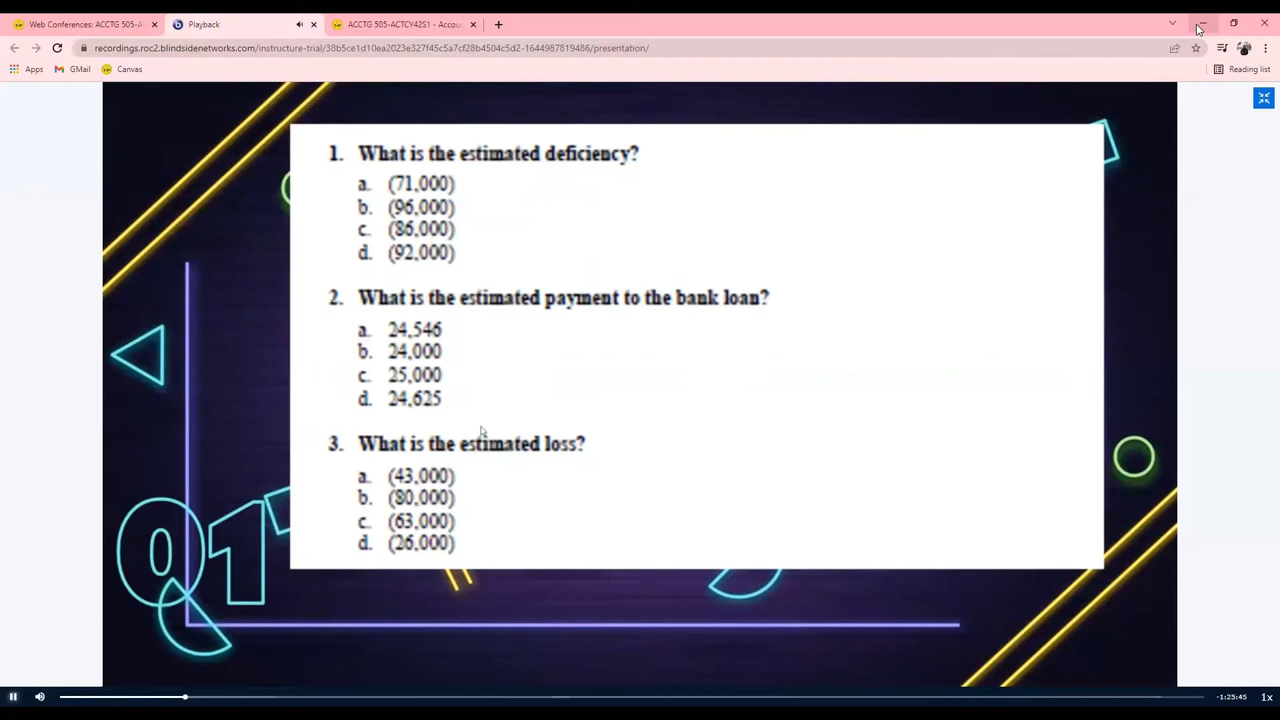 Web Conferences: ACCTG 505-A
Playback
ACCTG 505-ACTCY42S1 - Accou
recordings.roc2.blindsidenetworks.com/instructure-trial/38b5ce1d10ea2023e327f45c5a7cf28b4504c5d2-1644987819486/presentation/
Apps
GMail
Canvas
Reading list
1. What is the estimated deficiency?
a. (71,000)
b. (96,000)
c. (86,000)
d. (92,000)
2. What is the estimated payment to the bank loan?
a. 24,546
b. 24,000
c. 25,000
d. 24,625
3. What is the estimated loss?
a. (43,000)
b. (80,000)
c. (63,000)
d. (26,000)
01
-1:25:45
1x